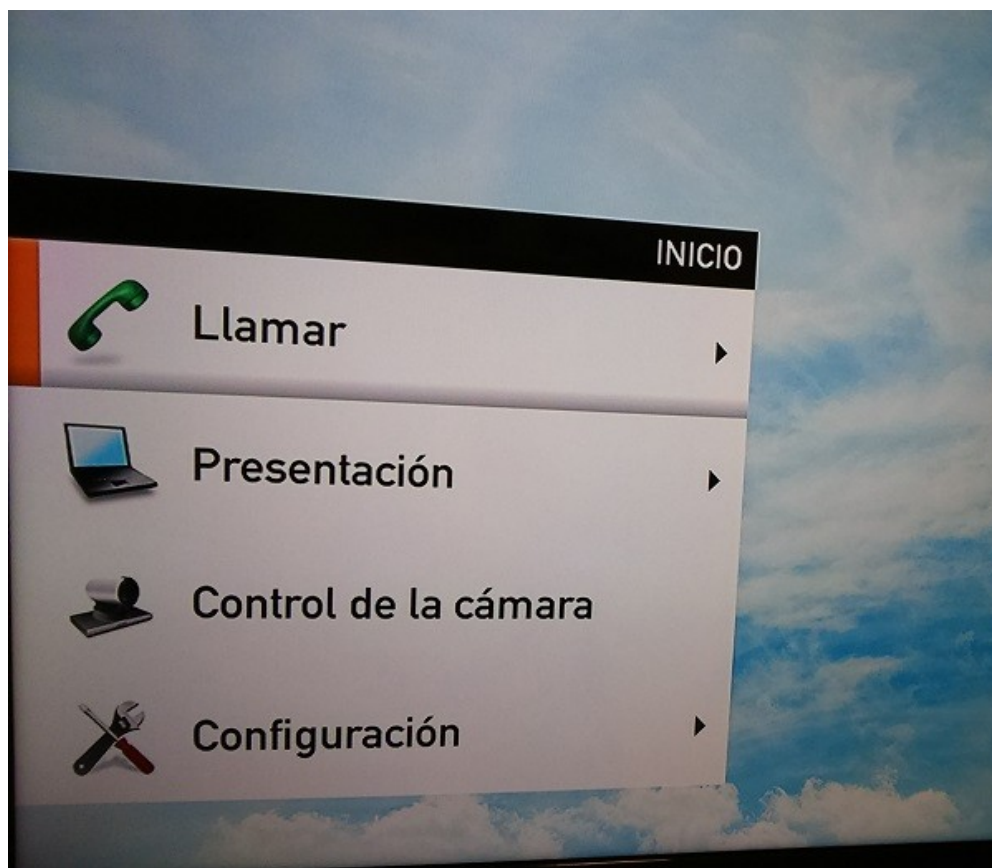 INICIO
Llamar
Presentación
Control de la cámara
Configuración